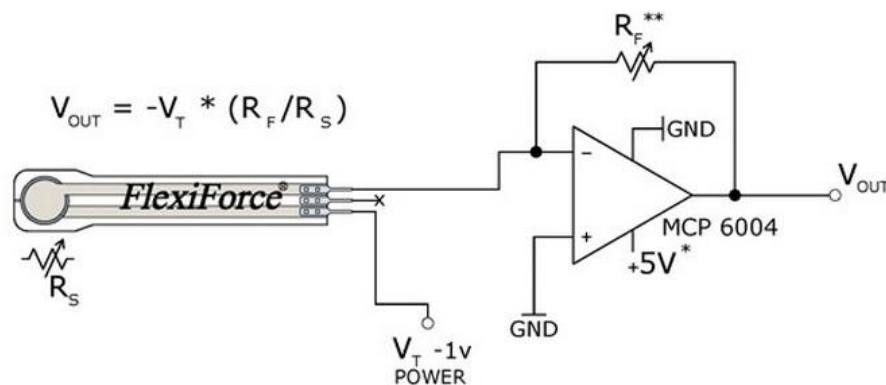 R_F **
V_OUT = -V_T * (R_F/R_S)
GND
FlexiForce®
−
+
V_OUT
MCP 6004
+5V*
R_S
GND
V_T -1v
POWER